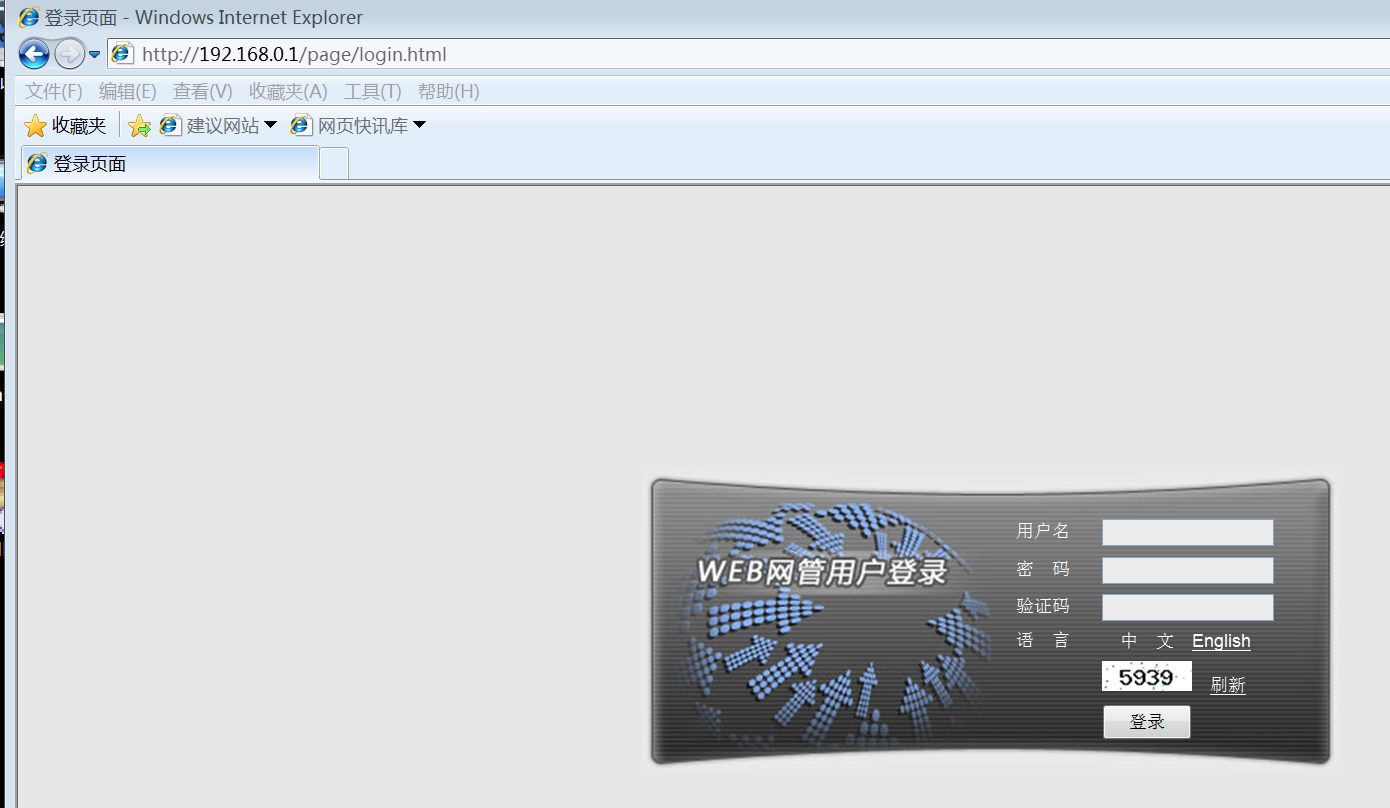 登录页面 - Windows Internet Explorer
http://192.168.0.1/page/login.html
文件(F) 编辑(E) 查看(V) 收藏夹(A) 工具(T) 帮助(H)
收藏夹 建议网站 网页快讯库
登录页面
WEB网管用户登录
用户名
密 码
验证码
语 言 中 文 English
5939 刷新
登录